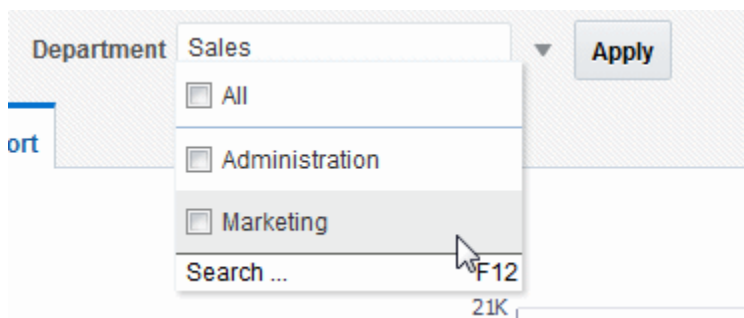 Department Sales Apply
All
ort
Administration
Marketing
Search ... F12
21K